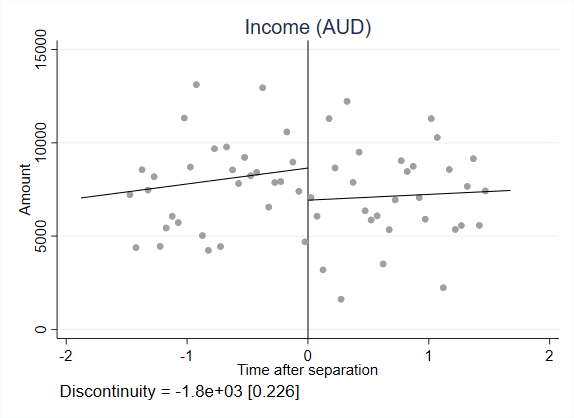 Income (AUD)
15000
10000
5000
0
Amount
-2 -1 0 1 2
Time after separation
Discontinuity = -1.8e+03 [0.226]